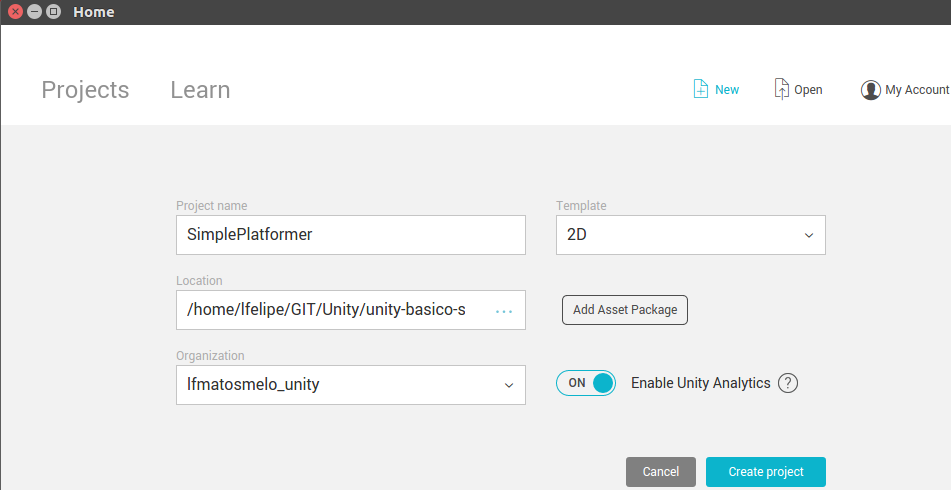 Home
Projects Learn New Open My Account
Project name Template
SimplePlatformer 2D
Location
/home/lfelipe/GIT/Unity/unity-basico-s ... Add Asset Package
Organization
lfmatosmelo_unity ON Enable Unity Analytics ?
Cancel Create project